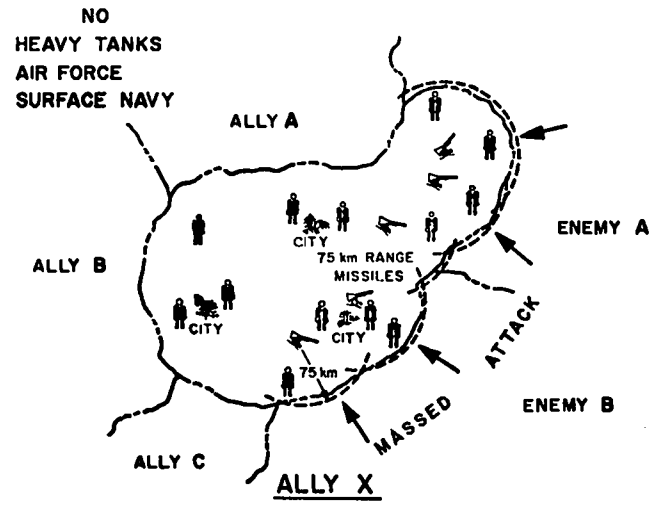 NO
HEAVY TANKS
AIR FORCE
SURFACE NAVY
ALLY A
ALLY B
CITY
75 km RANGE
MISSILES
ENEMY A
CITY
CITY
75 km
ATTACK
MASSED
ENEMY B
ALLY C
ALLY X